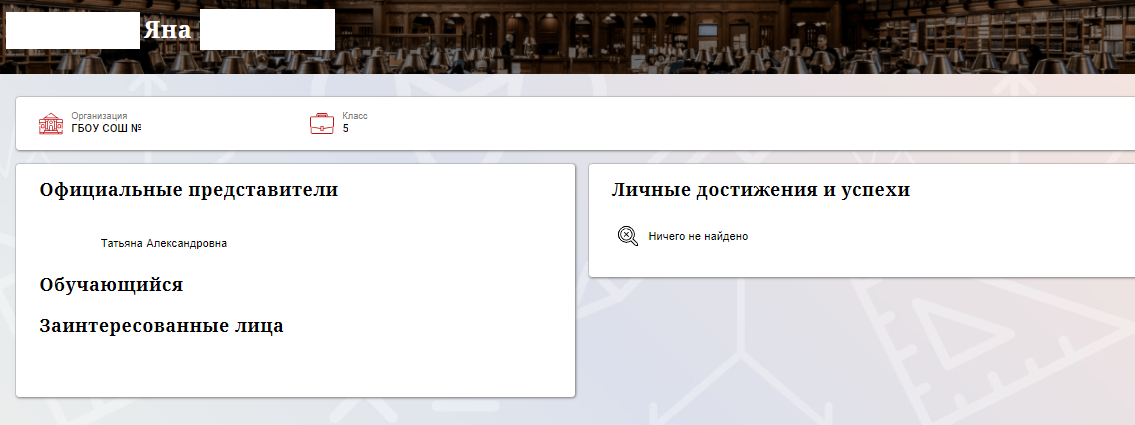 Яна
Организация
ГБОУ СОШ №
Класс
5
Официальные представители
Татьяна Александровна
Обучающийся
Заинтересованные лица
Личные достижения и успехи
Ничего не найдено